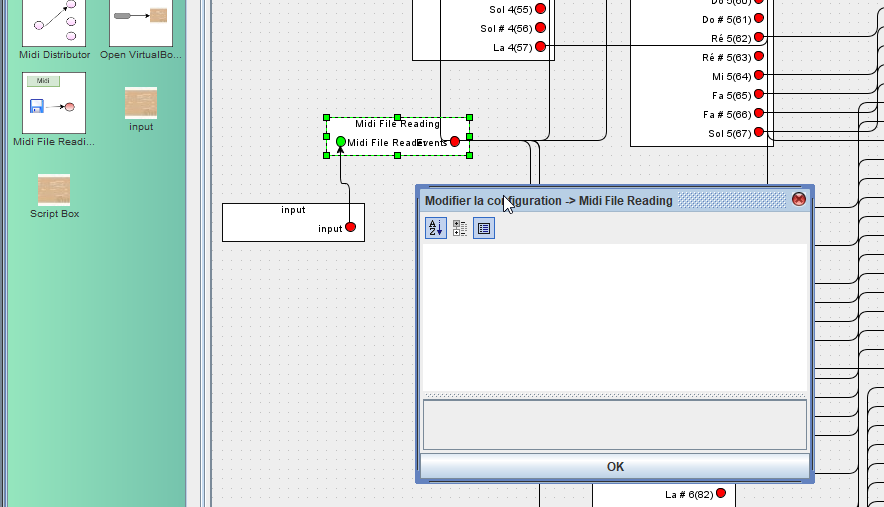 Midi Distributor
Open VirtualBo...
Midi
Midi File Readi...
input
Script Box
Sol 4(55)
Sol # 4(56)
La 4(57)
Do 5(60)
Do # 5(61)
Ré 5(62)
Ré # 5(63)
Mi 5(64)
Fa 5(65)
Fa # 5(66)
Sol 5(67)
Midi File Reading
Midi File Reade
Events
input
input
Modifier la configuration -> Midi File Reading
A
Z
OK
La # 6(82)